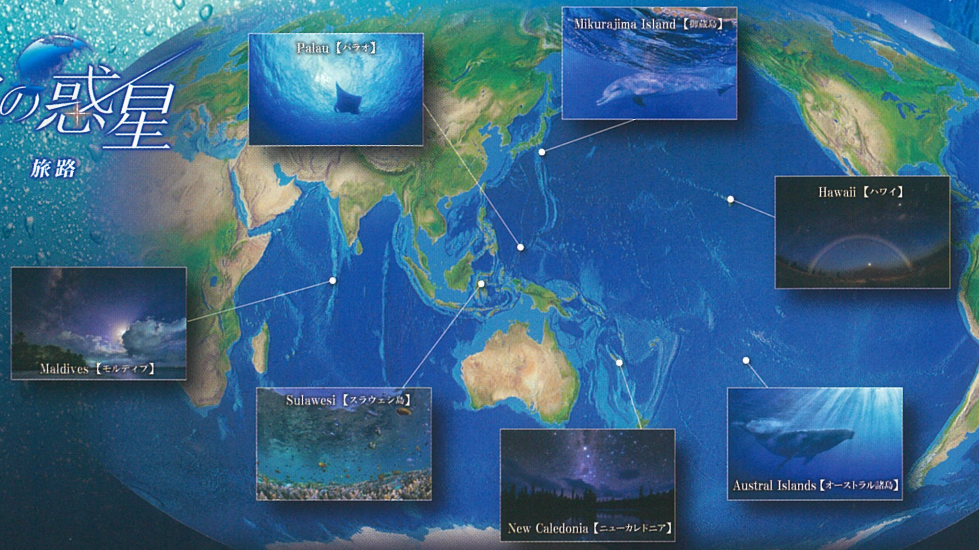 の惑星
旅路
Palau【パラオ】
Mikurajima Island【御蔵島】
Hawaii【ハワイ】
Maldives【モルディブ】
Sulawesi【スラウェシ島】
New Caledonia【ニューカレドニア】
Austral Islands【オーストラル諸島】